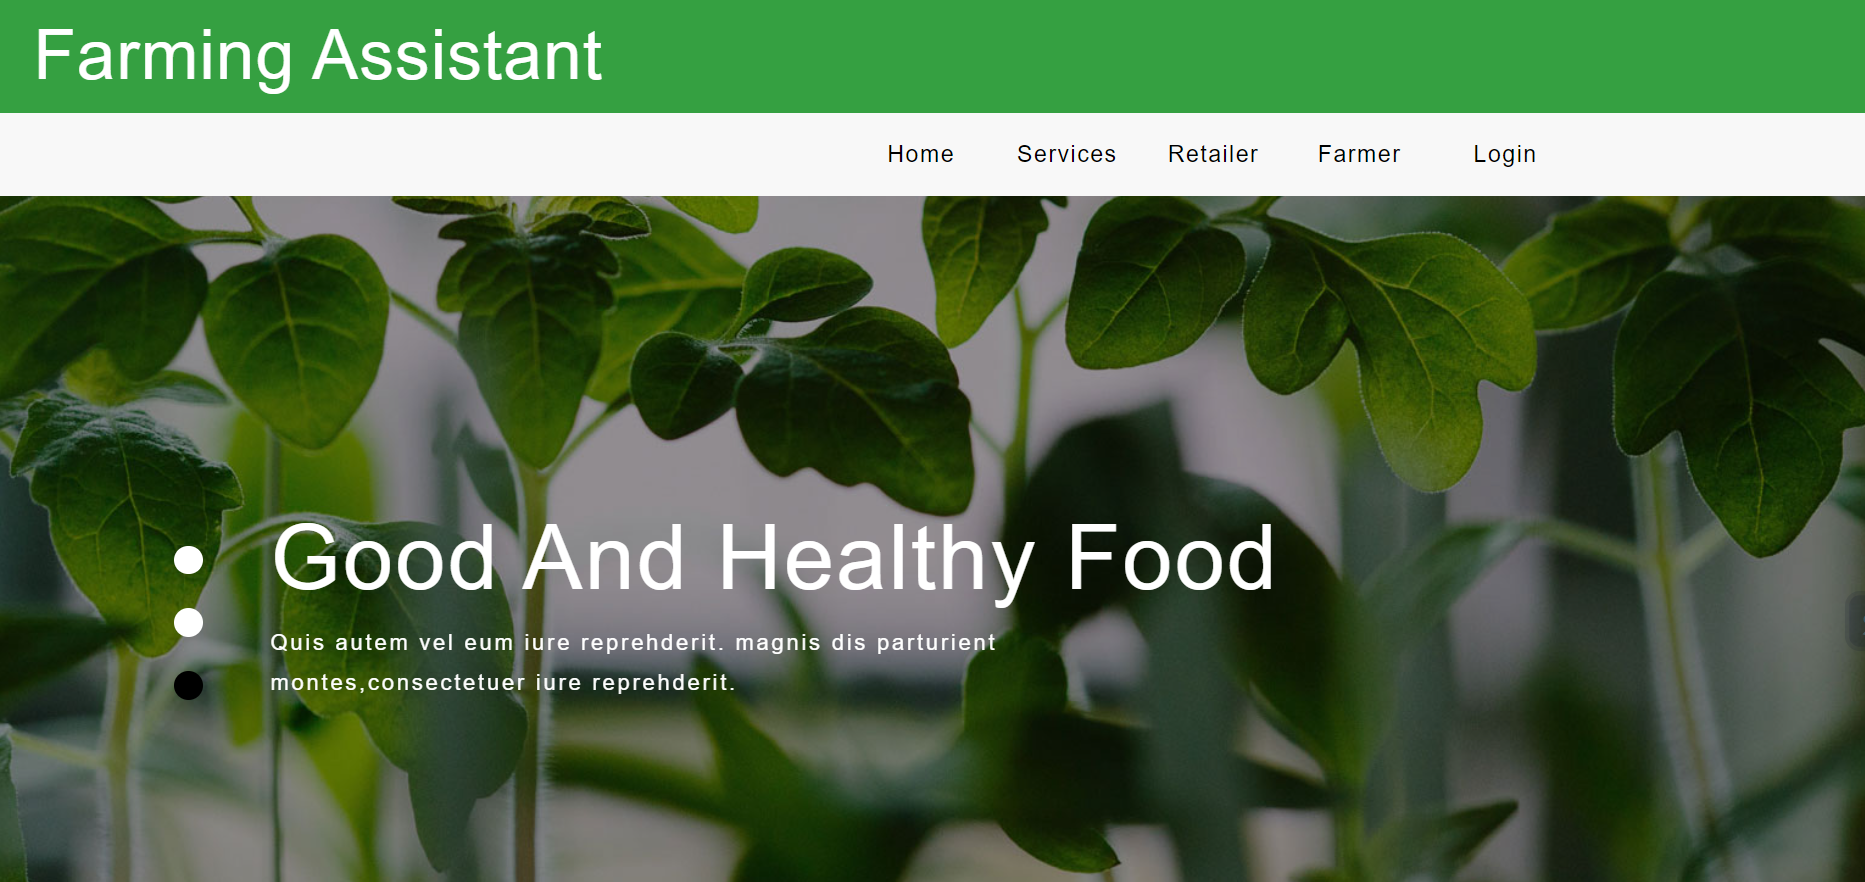 Farming Assistant
Home Services Retailer Farmer Login
Good And Healthy Food
Quis autem vel eum iure reprehderit. magnis dis parturient
montes,consectetuer iure reprehderit.